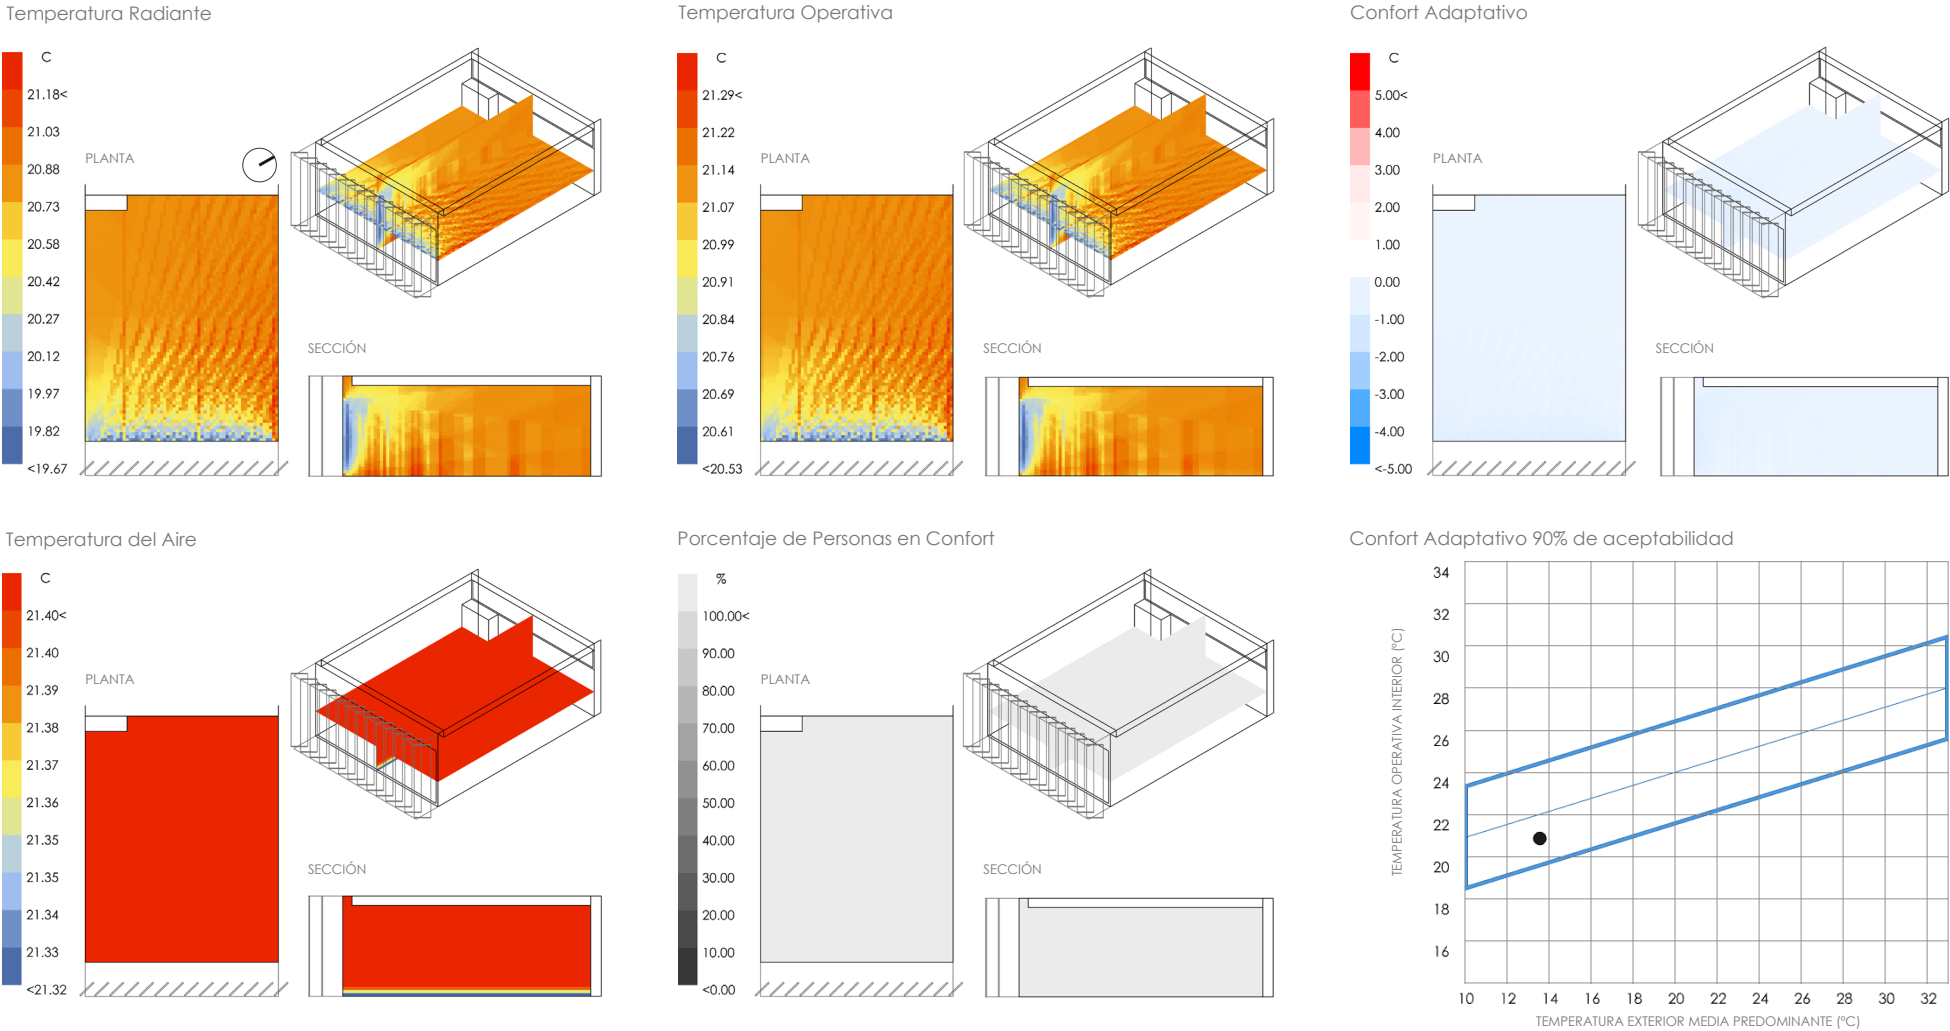 Temperatura Radiante
C
21.18<
21.03
20.88
20.73
20.58
20.42
20.27
20.12
19.97
19.82
<19.67
PLANTA
SECCIÓN
Temperatura Operativa
C
21.29<
21.22
21.14
21.07
20.99
20.91
20.84
20.76
20.69
20.61
<20.53
PLANTA
SECCIÓN
Confort Adaptativo
C
5.00<
4.00
3.00
2.00
1.00
0.00
-1.00
-2.00
-3.00
-4.00
<-5.00
PLANTA
SECCIÓN
Temperatura del Aire
C
21.40<
21.40
21.39
21.38
21.37
21.36
21.35
21.35
21.34
21.33
<21.32
PLANTA
SECCIÓN
Porcentaje de Personas en Confort
%
100.00<
90.00
80.00
70.00
60.00
50.00
40.00
30.00
20.00
10.00
<0.00
PLANTA
SECCIÓN
Confort Adaptativo 90% de aceptabilidad
TEMPERATURA OPERATIVA INTERIOR (ºC)
34
32
30
28
26
24
22
20
18
16
10 12 14 16 18 20 22 24 26 28 30 32
TEMPERATURA EXTERIOR MEDIA PREDOMINANTE (ºC)